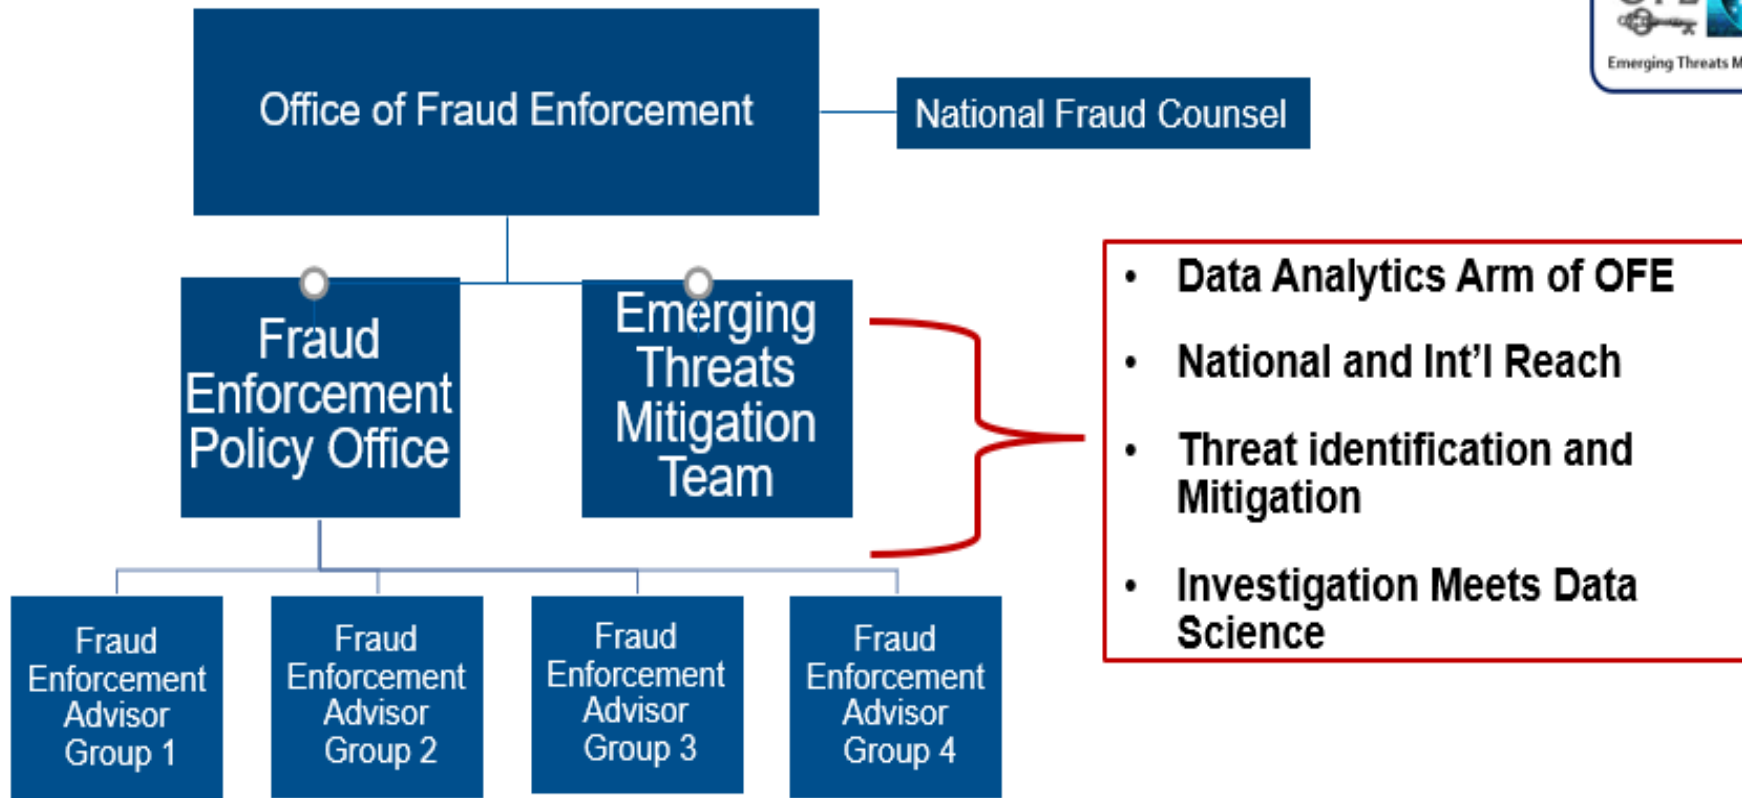 Emerging Threats M
Office of Fraud Enforcement
National Fraud Counsel
Fraud
Enforcement
Policy Office
Emerging
Threats
Mitigation
Team
• Data Analytics Arm of OFE
• National and Int'l Reach
• Threat identification and
Mitigation
• Investigation Meets Data
Science
Fraud
Enforcement
Advisor
Group 1
Fraud
Enforcement
Advisor
Group 2
Fraud
Enforcement
Advisor
Group 3
Fraud
Enforcement
Advisor
Group 4